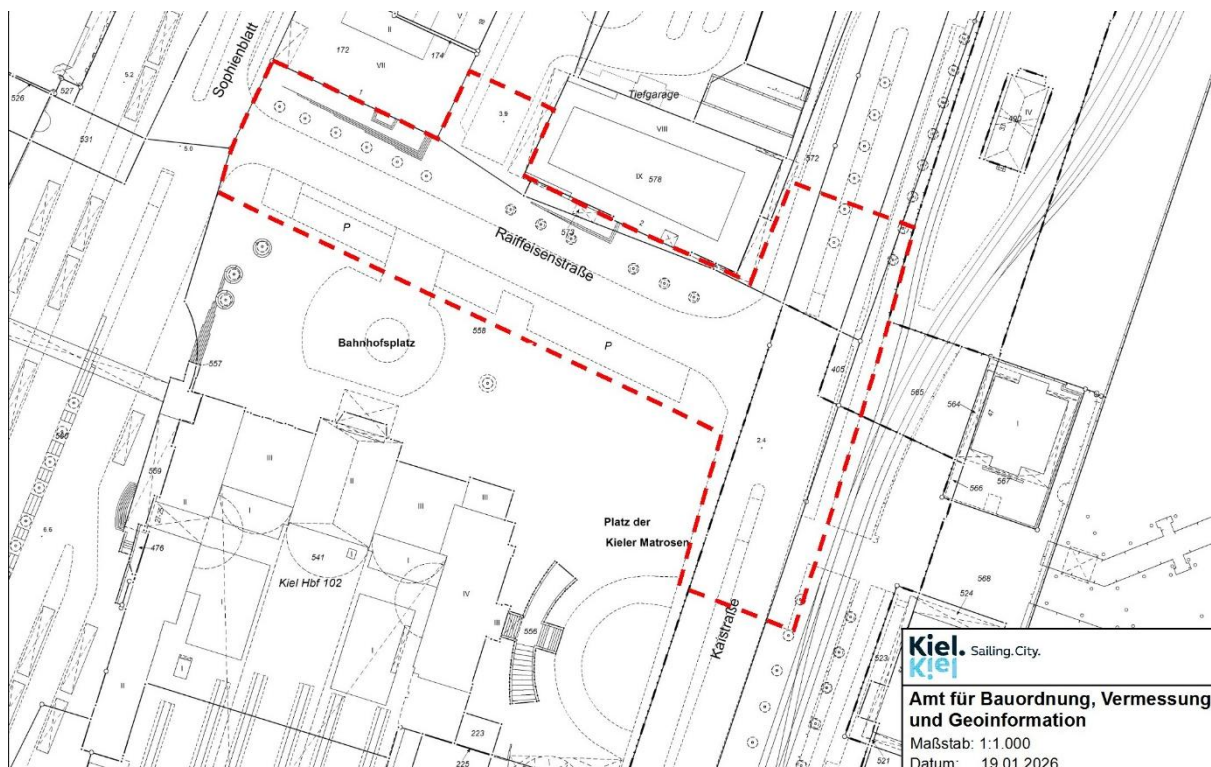 Sophienblatt
V
II
172
174
VII
1
5.2
527
526
531
5.0
3.9
Tiefgarage
VIII
IX 578
572
IV
573
2
P
Raiffeisenstraße
Bahnhofsplatz
558
P
557
405
565
564
I
567
566
2.4
III
II
III
III
559
II
I
I
6.6
476
541
Kiel Hbf 102
IV
III
I
I
I
II
Platz der
Kieler Matrosen
556
Kaistraße
568
524
523
223
225
521
Kiel. Sailing.City.
Kiel
Amt für Bauordnung, Vermessung
und Geoinformation
Maßstab: 1:1.000
Datum: 19.01.2026